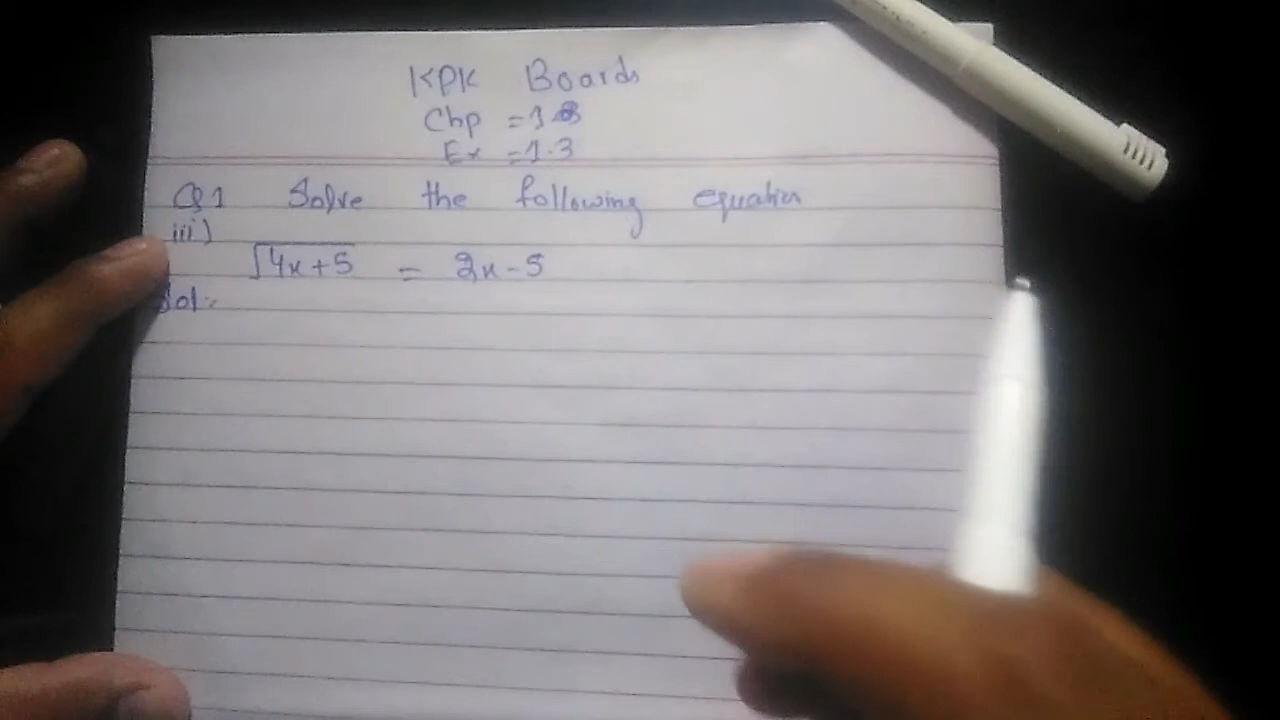 KPK Boards
Chp = 1
Ex = 1.3
Q1 Solve the following equation
iii)
√4x+5 = 2x-5
Sol: